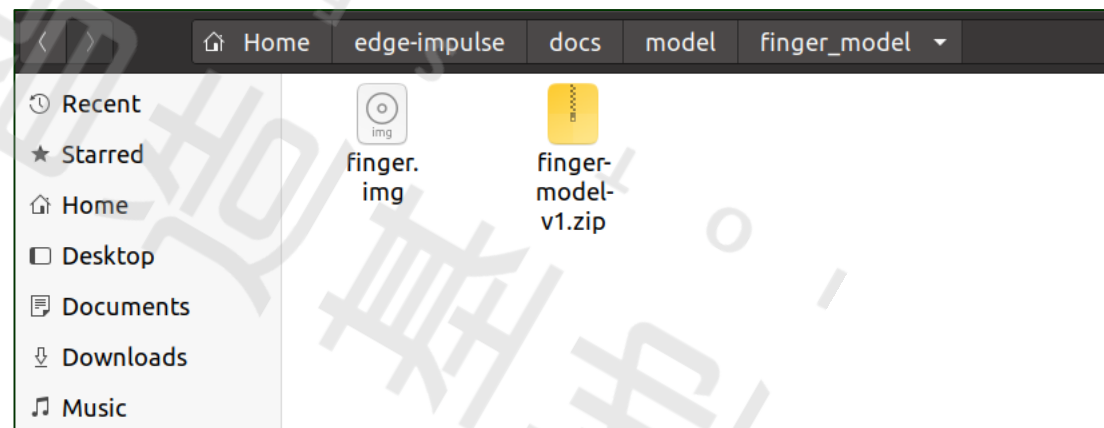 Home edge-impulse docs model finger_model
Recent
Starred
Home
Desktop
Documents
Downloads
Music
img
finger.
img
finger-
model-
v1.zip